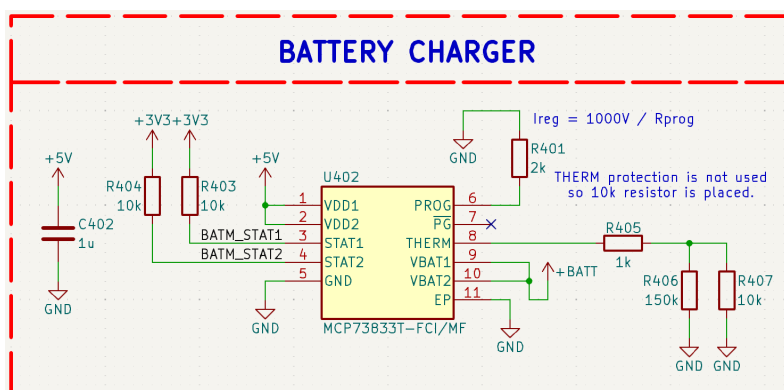 BATTERY CHARGER
+3V3
+3V3
Ireg = 1000V / Rprog
+5V
+5V
GND
R401
2k
U402
THERM protection is not used
so 10k resistor is placed.
R404
10k
R403
10k
1
VDD1
PROG
6
2
VDD2
PG
7
C402
1u
BATM_STAT1
3
STAT1
THERM
8
R405
1k
BATM_STAT2
4
STAT2
VBAT1
9
5
GND
VBAT2
10
+BATT
EP
11
R406
150k
R407
10k
GND
GND
MCP73833T-FCI/MF
GND
GND
GND